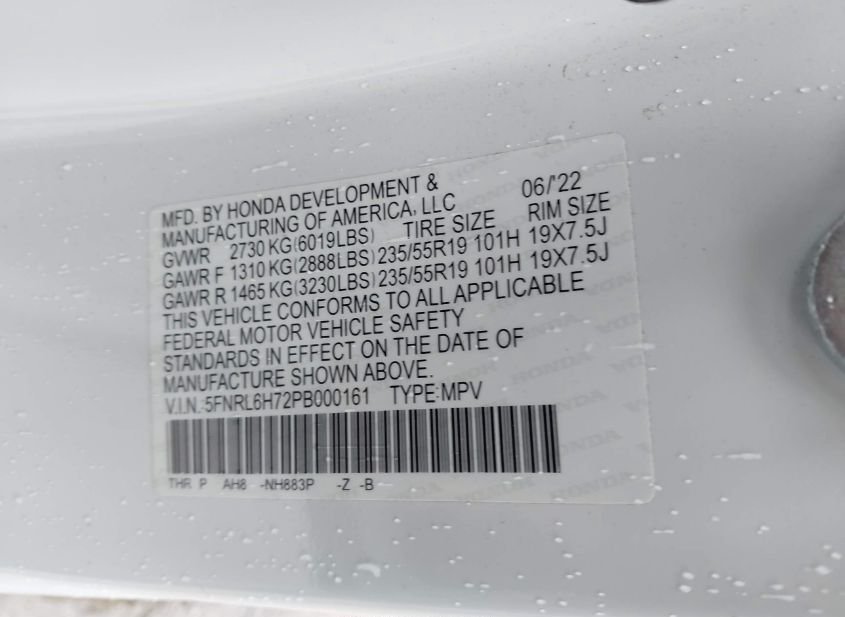 MFD. BY HONDA DEVELOPMENT & 06/'22
MANUFACTURING OF AMERICA, LLC
GVWR 2730 KG(6019LBS) TIRE SIZE RIM SIZE
GAWR F 1310 KG(2888LBS) 235/55R19 101H 19X7.5J
GAWR R 1465 KG(3230LBS) 235/55R19 101H 19X7.5J
THIS VEHICLE CONFORMS TO ALL APPLICABLE
FEDERAL MOTOR VEHICLE SAFETY
STANDARDS IN EFFECT ON THE DATE OF
MANUFACTURE SHOWN ABOVE.
V.I.N.:5FNRL6H72PB000161 TYPE:MPV
THR P AH8 -NH883P -Z -B